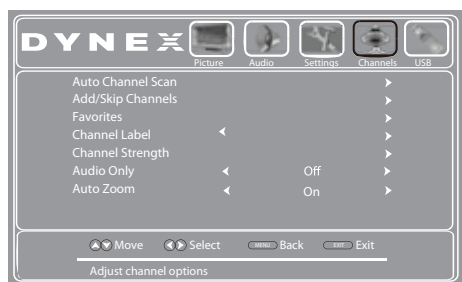 DYNEX
Picture Audio Settings Channels USB
Auto Channel Scan
Add/Skip Channels
Favorites
Channel Label
Channel Strength
Audio Only Off
Auto Zoom On
Move Select MENU Back EXIT Exit
Adjust channel options